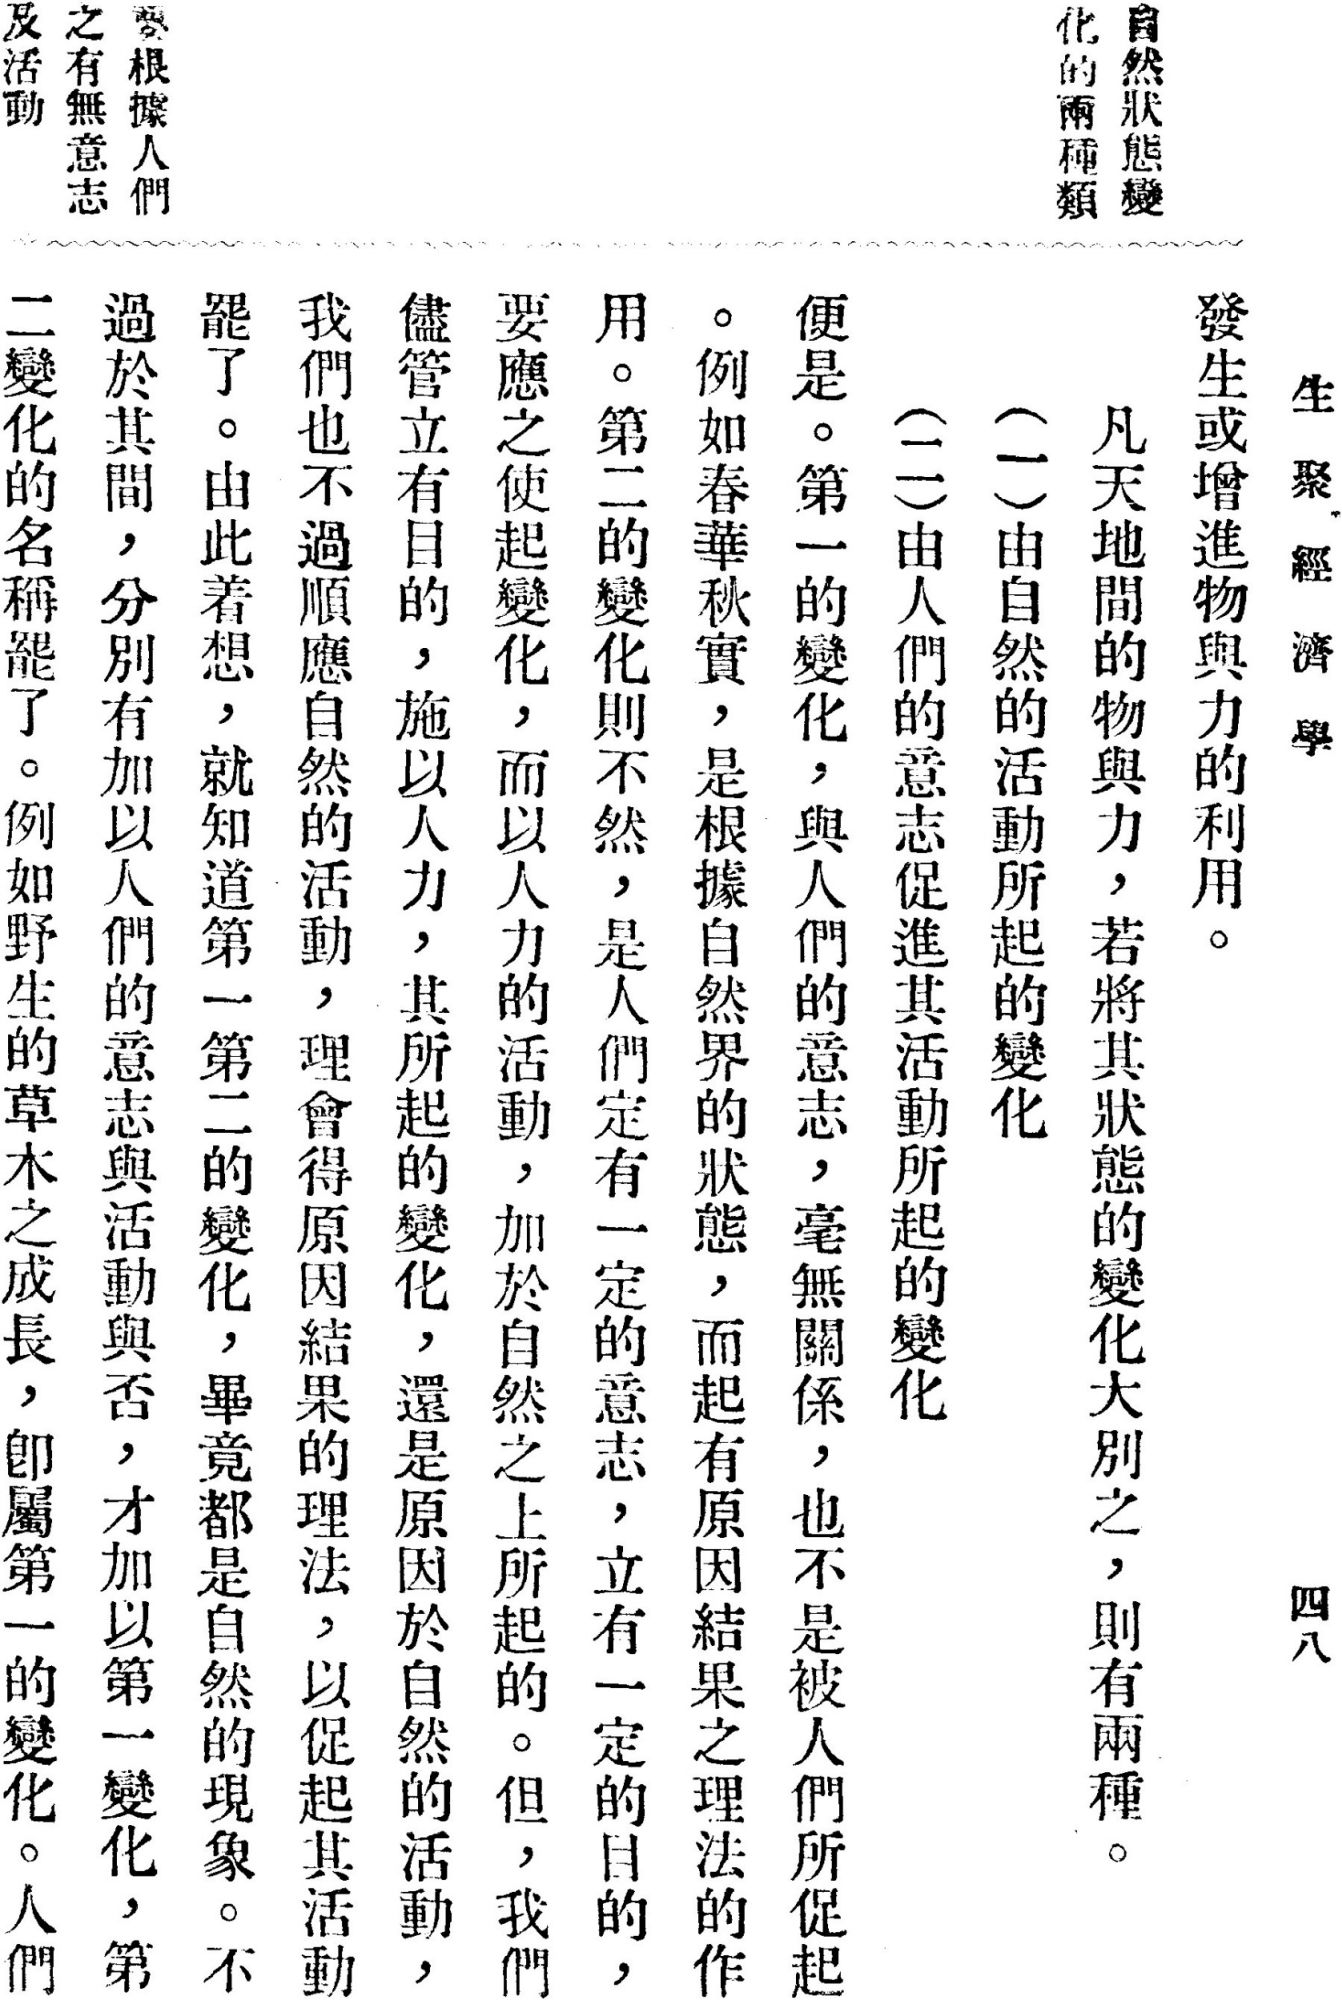 生聚經濟學
四八
自然狀態變
化的兩種類
發生或增進物與力的利用。
凡天地間的物與力，若將其狀態的變化大別之，則有兩種。
（一）由自然的活動所起的變化
（二）由人們的意志促進其活動所起的變化
便是。第一的變化，與人們的意志，毫無關係，也不是被人們所促起
。例如春華秋實，是根據自然界的狀態，而起有原因結果之理法的作
用。第二的變化則不然，是人們定有一定的意志，立有一定的目的，
要應之使起變化，而以人力的活動，加於自然之上所起的。但，我們
儘管立有目的，施以人力，其所起的變化，還是原因於自然的活動，
我們也不過順應自然的活動，理會得原因結果的理法，以促起其活動
罷了。由此着想，就知道第一第二的變化，畢竟都是自然的現象。不
過於其間，分別有加以人們的意志與活動與否，才加以第一變化，第
二變化的名稱罷了。例如野生的草木之成長，卽屬第一的變化。人們
要根據人們
之有無意志
及活動